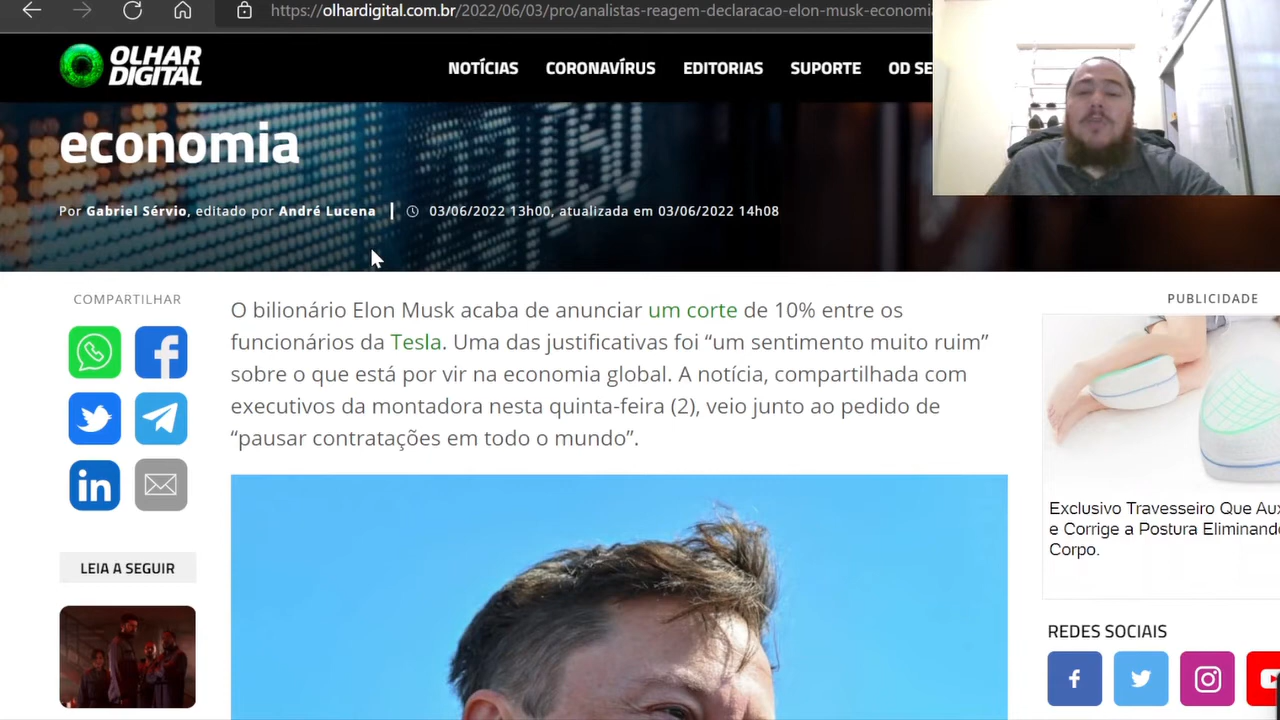 https://olhardigital.com.br/2022/06/03/pro/analistas-reagem-declaracao-elon-musk-economi
OLHAR
DIGITAL
NOTÍCIAS CORONAVÍRUS EDITORIAS SUPORTE OD SE
economia
Por Gabriel Sérvio, editado por André Lucena | 03/06/2022 13h00, atualizada em 03/06/2022 14h08
COMPARTILHAR
O bilionário Elon Musk acaba de anunciar um corte de 10% entre os
funcionários da Tesla. Uma das justificativas foi “um sentimento muito ruim”
sobre o que está por vir na economia global. A notícia, compartilhada com
executivos da montadora nesta quinta-feira (2), veio junto ao pedido de
“pausar contratações em todo o mundo”.
LEIA A SEGUIR
PUBLICIDADE
Exclusivo Travesseiro Que Aux
e Corrige a Postura Eliminando
Corpo.
REDES SOCIAIS